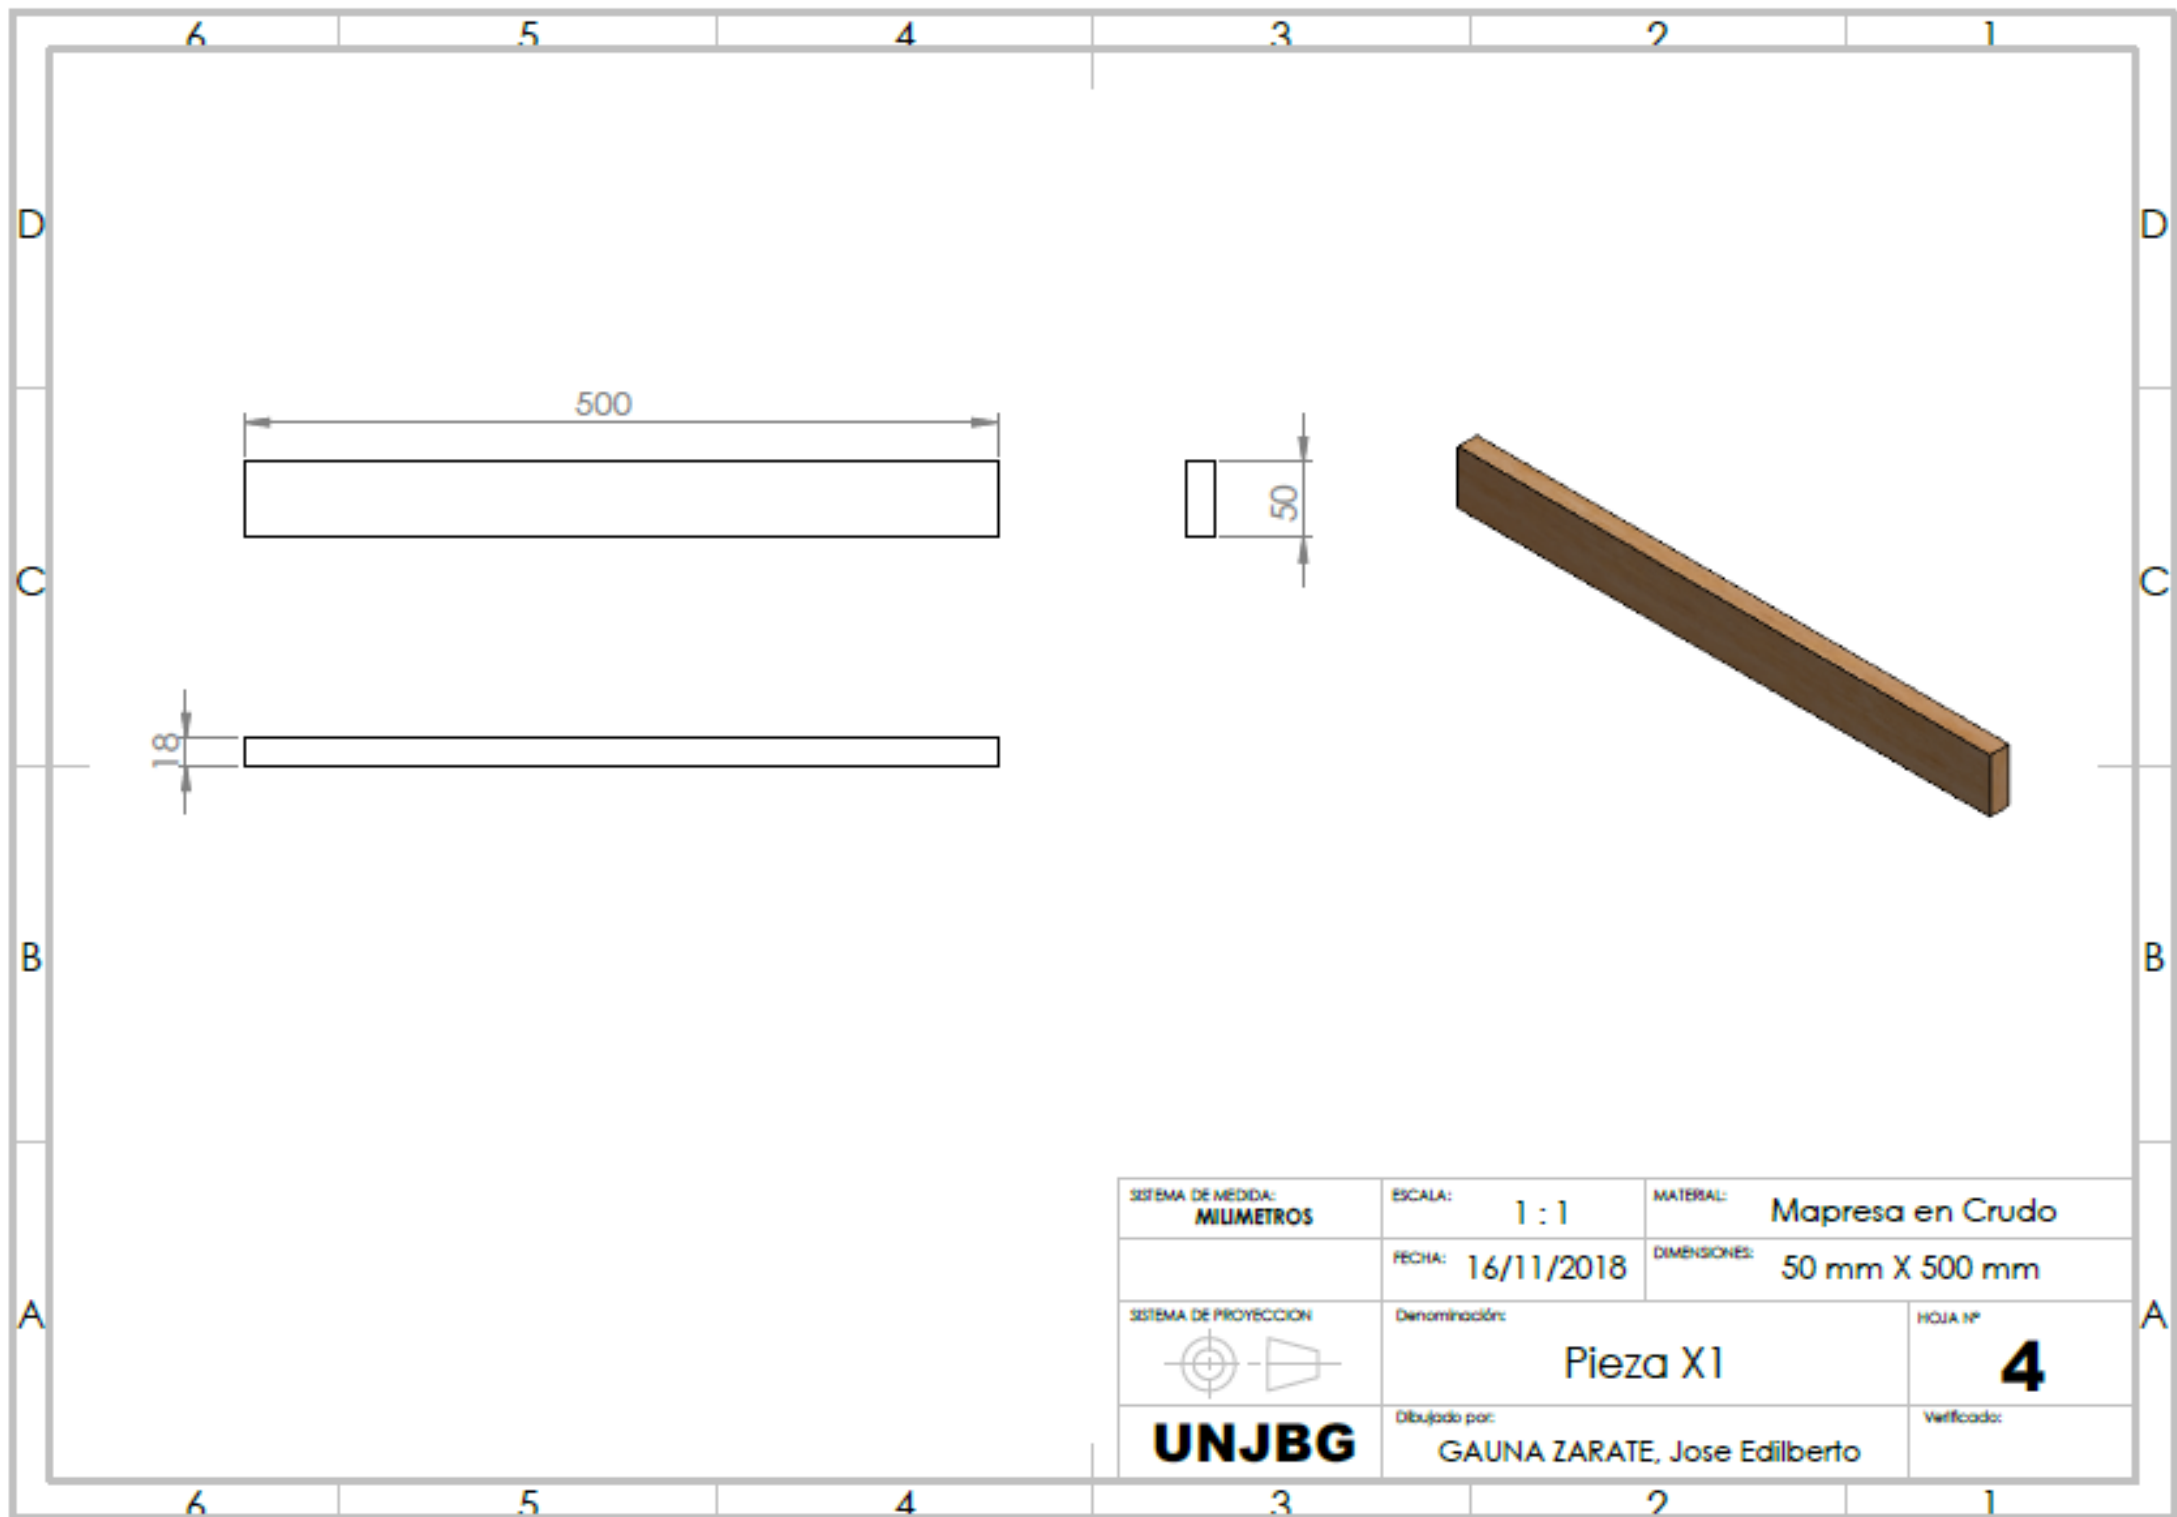 6 5 4 3 2 1
D D
500
50
C C
18
B B
SISTEMA DE MEDIDA: ESCALA: MATERIAL:
MILIMETROS 1 : 1 Mapresa en Crudo
FECHA: 16/11/2018 DIMENSIONES: 50 mm X 500 mm
A A
SISTEMA DE PROYECCION Denominación: HOJA Nº
Pieza X1 4
Dibujado por: Verificado:
UNJBG GAUNA ZARATE, Jose Edilberto
6 5 4 3 2 1